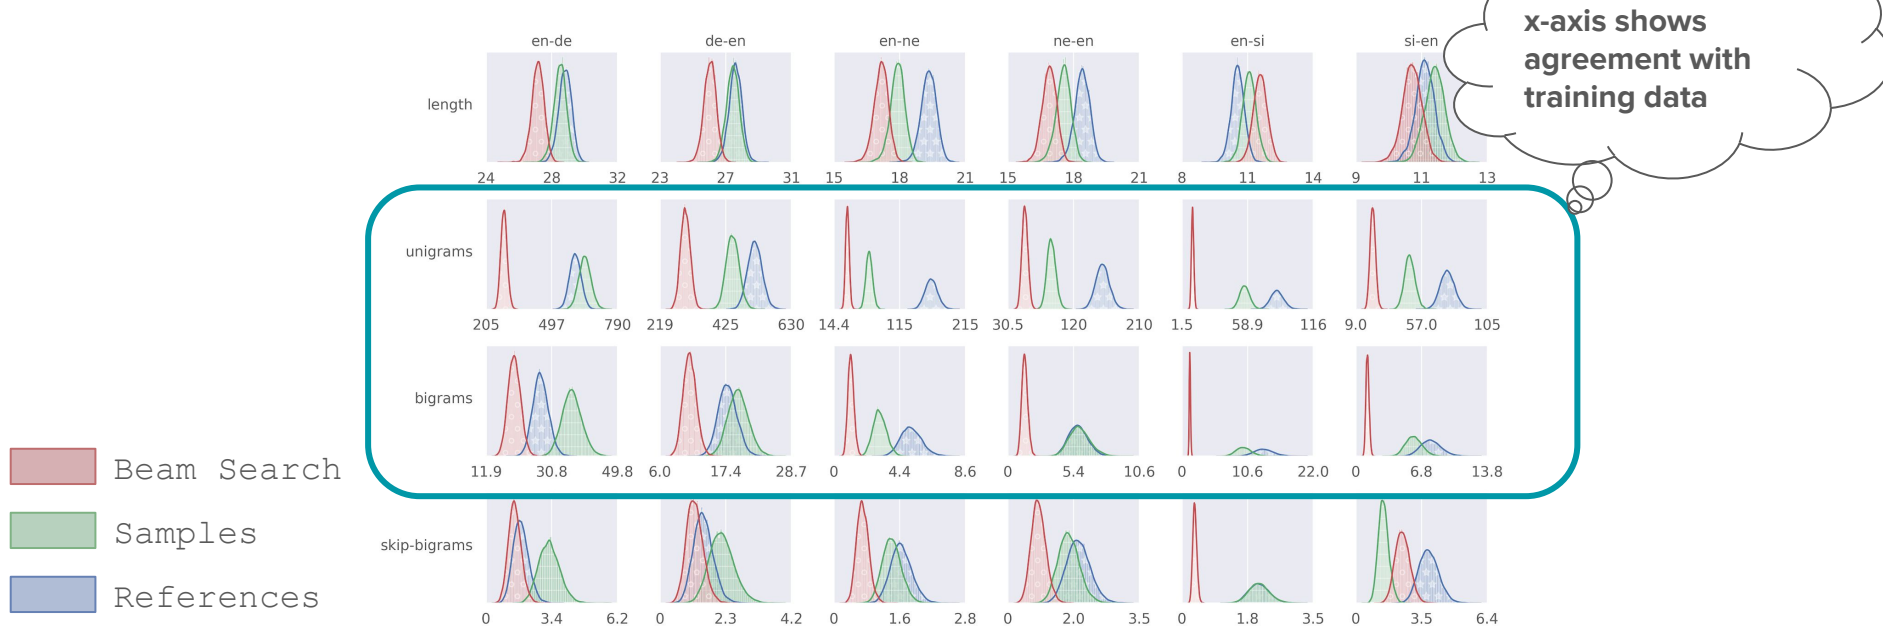 x-axis shows
agreement with
training data
en-de de-en en-ne ne-en en-si si-en
length
24 28 32 23 27 31 15 18 21 15 18 21 8 11 14 9 11 13
unigrams
205 497 790 219 425 630 14.4 115 215 30.5 120 210 1.5 58.9 116 9.0 57.0 105
bigrams
11.9 30.8 49.8 6.0 17.4 28.7 0 4.4 8.6 0 5.4 10.6 0 10.6 22.0 0 6.8 13.8
skip-bigrams
0 3.4 6.2 0 2.3 4.2 0 1.6 2.8 0 2.0 3.5 0 1.8 3.5 0 3.5 6.4
Beam Search
Samples
References